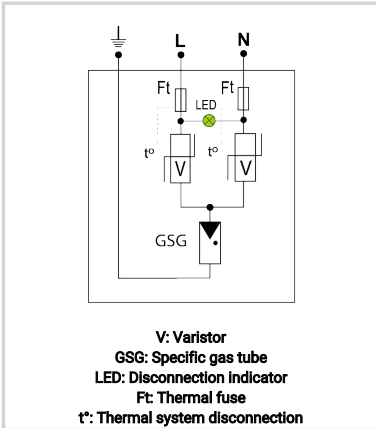 L N
Ft Ft
LED
t° t°
V V
GSG
V: Varistor
GSG: Specific gas tube
LED: Disconnection indicator
Ft: Thermal fuse
t°: Thermal system disconnection